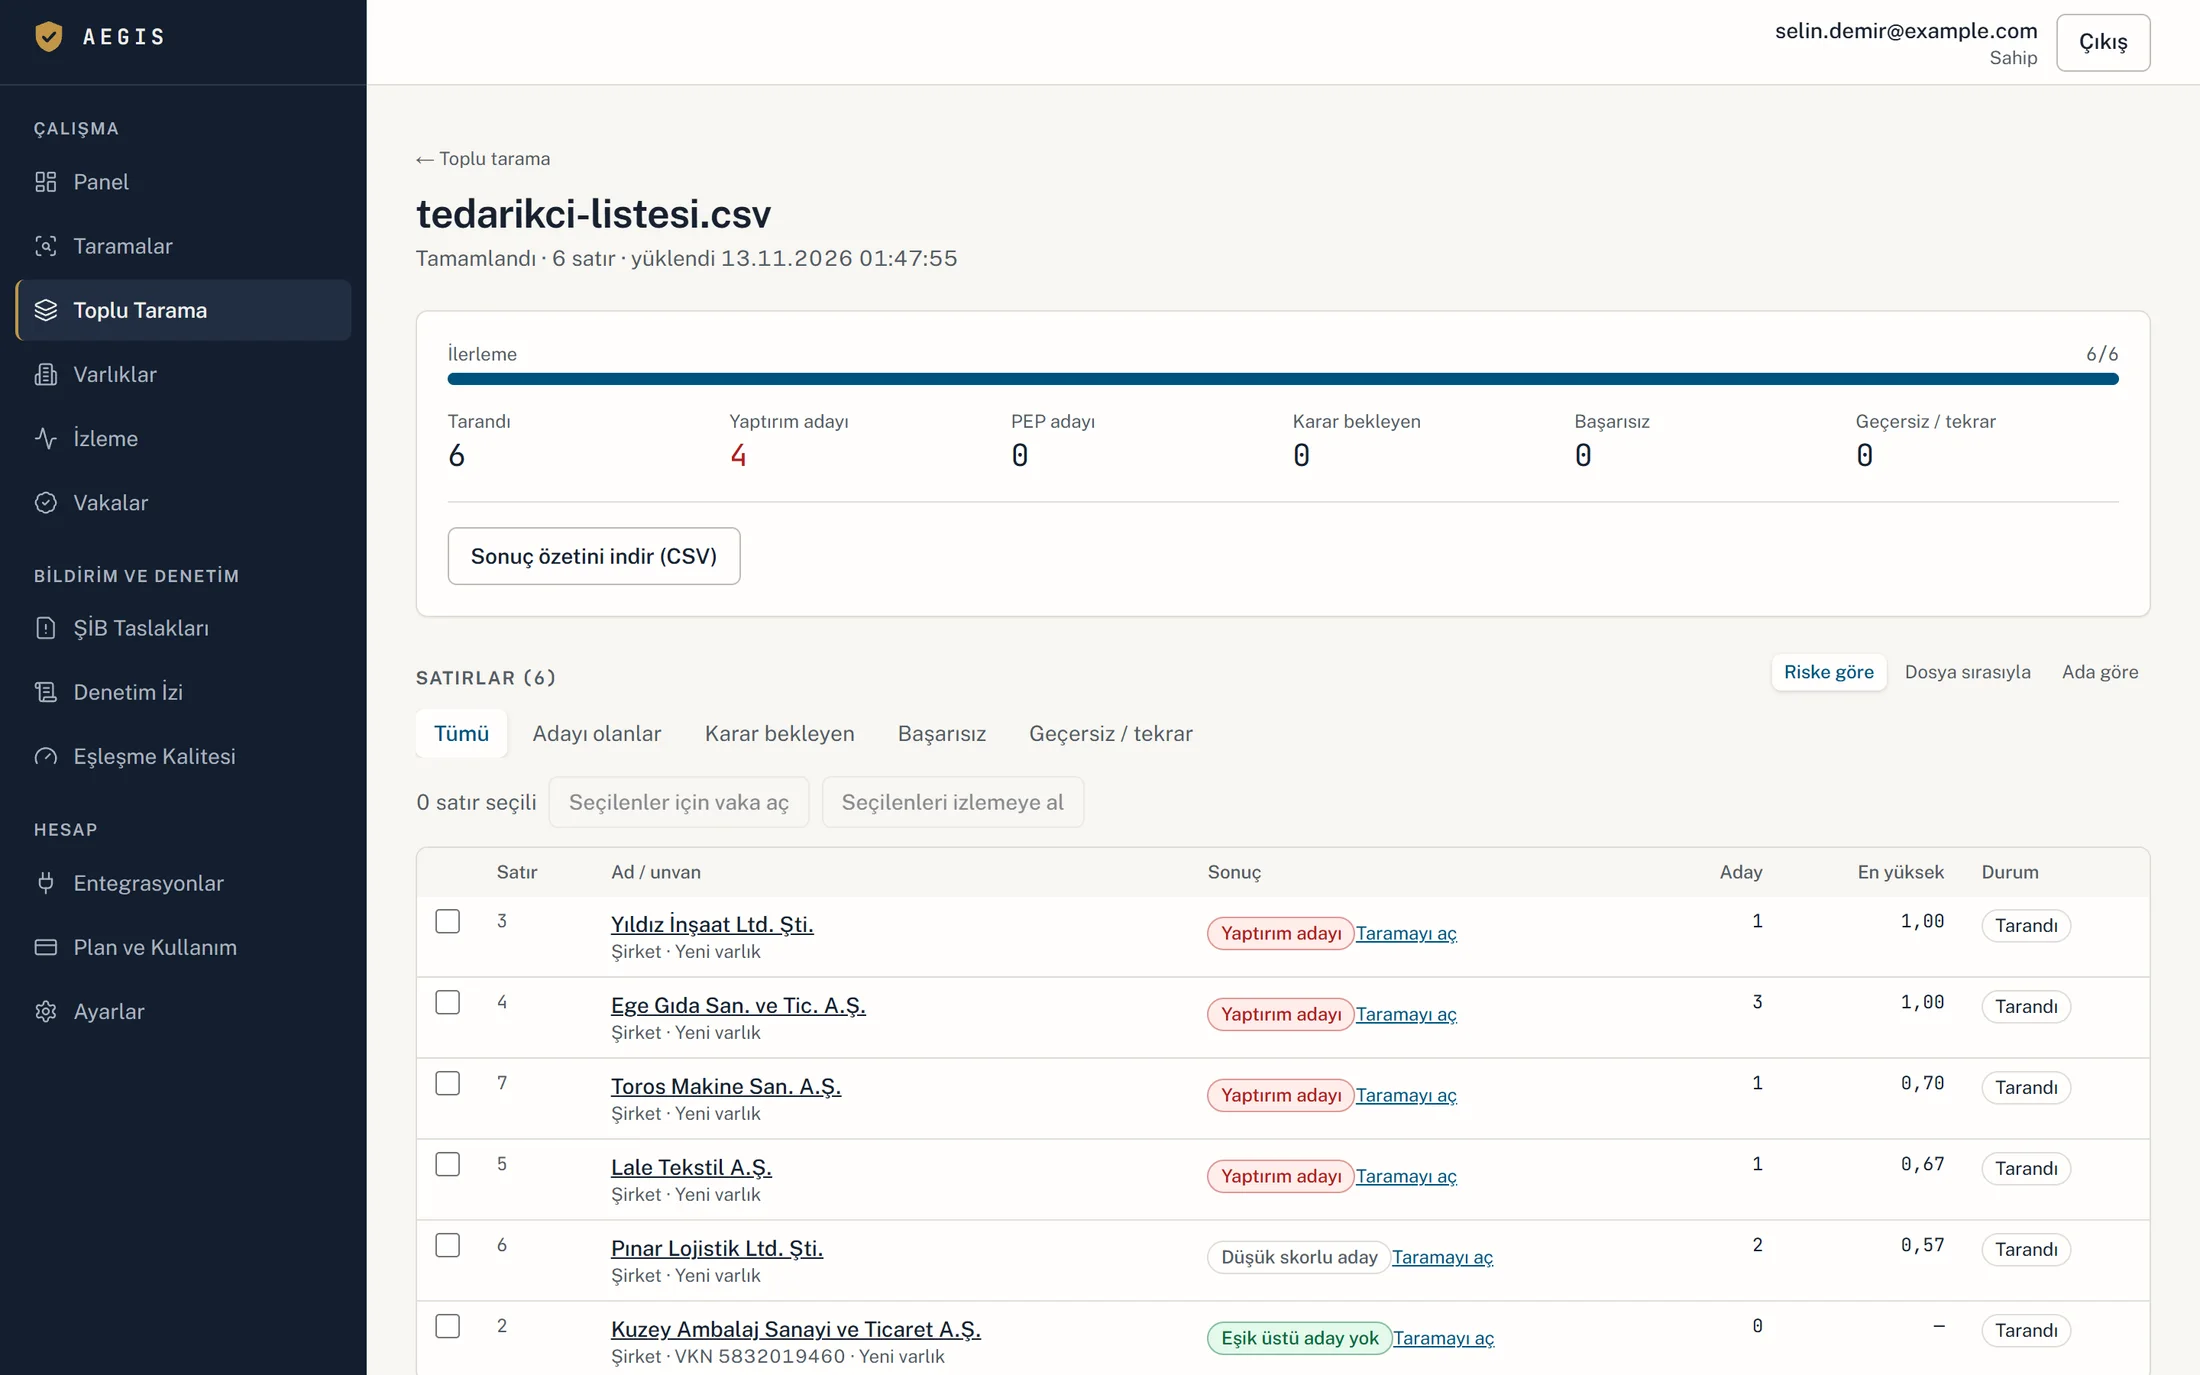 AEGIS
selin.demir@example.com
Sahip
Çıkış
ÇALIŞMA
Panel
Taramalar
Toplu Tarama
Varlıklar
İzleme
Vakalar
BİLDİRİM VE DENETİM
ŞİB Taslakları
Denetim İzi
Eşleşme Kalitesi
HESAP
Entegrasyonlar
Plan ve Kullanım
Ayarlar
← Toplu tarama
tedarikci-listesi.csv
Tamamlandı · 6 satır · yüklendi 13.11.2026 01:47:55
İlerleme 6/6
Tarandı Yaptırım adayı PEP adayı Karar bekleyen Başarısız Geçersiz / tekrar
6 4 0 0 0 0
Sonuç özetini indir (CSV)
SATIRLAR (6) Riske göre Dosya sırasıyla Ada göre
Tümü Adayı olanlar Karar bekleyen Başarısız Geçersiz / tekrar
0 satır seçili Seçilenler için vaka aç Seçilenleri izlemeye al
Satır Ad / unvan Sonuç Aday En yüksek Durum
3 Yıldız İnşaat Ltd. Şti. Yaptırım adayı Taramayı aç 1 1,00 Tarandı
Şirket · Yeni varlık
4 Ege Gıda San. ve Tic. A.Ş. Yaptırım adayı Taramayı aç 3 1,00 Tarandı
Şirket · Yeni varlık
7 Toros Makine San. A.Ş. Yaptırım adayı Taramayı aç 1 0,70 Tarandı
Şirket · Yeni varlık
5 Lale Tekstil A.Ş. Yaptırım adayı Taramayı aç 1 0,67 Tarandı
Şirket · Yeni varlık
6 Pınar Lojistik Ltd. Şti. Düşük skorlu aday Taramayı aç 2 0,57 Tarandı
Şirket · Yeni varlık
2 Kuzey Ambalaj Sanayi ve Ticaret A.Ş. Eşik üstü aday yok Taramayı aç 0 – Tarandı
Şirket · VKN 5832019460 · Yeni varlık